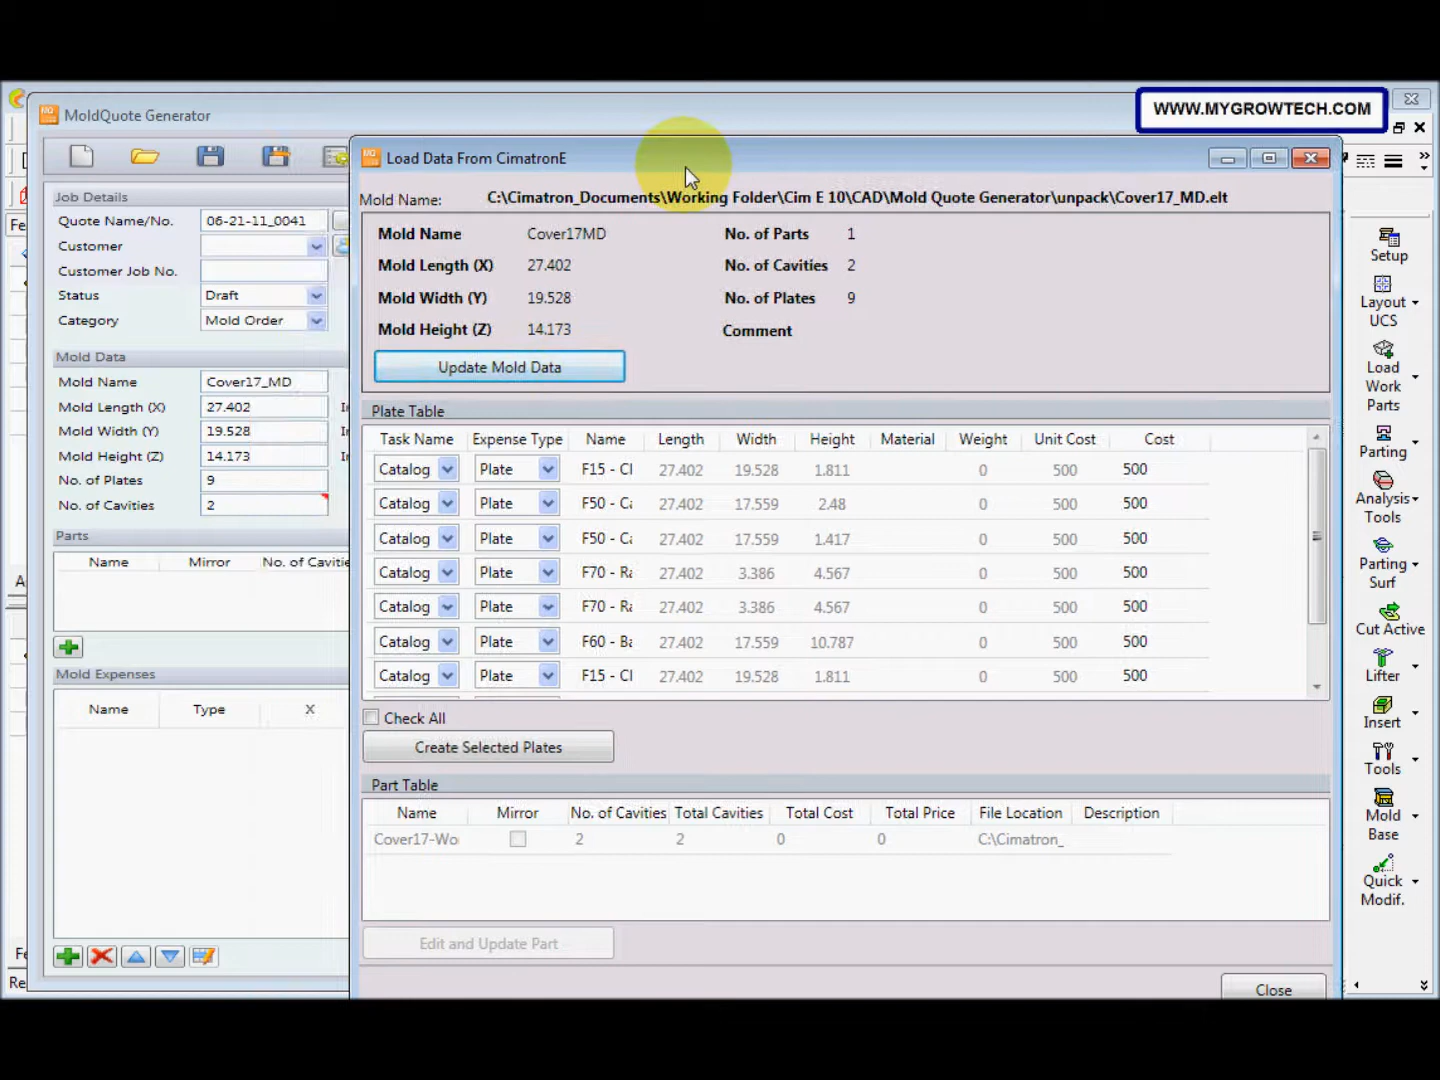 WWW.MYGROWTECH.COM
MoldQuote Generator
Load Data From CimatronE
Job Details
Quote Name/No. 06-21-11_0041
Customer
Customer Job No.
Status Draft
Category Mold Order
Mold Data
Mold Name Cover17_MD
Mold Length (X) 27.402
Mold Width (Y) 19.528
Mold Height (Z) 14.173
No. of Plates 9
No. of Cavities 2
Parts
Name Mirror No. of Cavitie
Mold Expenses
Name Type X
Mold Name: C:\Cimatron_Documents\Working Folder\Cim E 10\CAD\Mold Quote Generator\unpack\Cover17_MD.elt
Mold Name Cover17MD No. of Parts 1
Mold Length (X) 27.402 No. of Cavities 2
Mold Width (Y) 19.528 No. of Plates 9
Mold Height (Z) 14.173 Comment
Update Mold Data
Plate Table
Task Name Expense Type Name Length Width Height Material Weight Unit Cost Cost
Catalog Plate F15 - Cl 27.402 19.528 1.811 0 500 500
Catalog Plate F50 - Ca 27.402 17.559 2.48 0 500 500
Catalog Plate F50 - Ca 27.402 17.559 1.417 0 500 500
Catalog Plate F70 - Ra 27.402 3.386 4.567 0 500 500
Catalog Plate F70 - Ra 27.402 3.386 4.567 0 500 500
Catalog Plate F60 - Ba 27.402 17.559 10.787 0 500 500
Catalog Plate F15 - Cl 27.402 19.528 1.811 0 500 500
Check All
Create Selected Plates
Part Table
Name Mirror No. of Cavities Total Cavities Total Cost Total Price File Location Description
Cover17-Wo 2 2 0 0 C:\Cimatron_
Edit and Update Part
Close
Setup
Layout
UCS
Load
Work
Parts
Parting
Analysis
Tools
Parting
Surf
Cut Active
Lifter
Insert
Tools
Mold
Base
Quick
Modif.